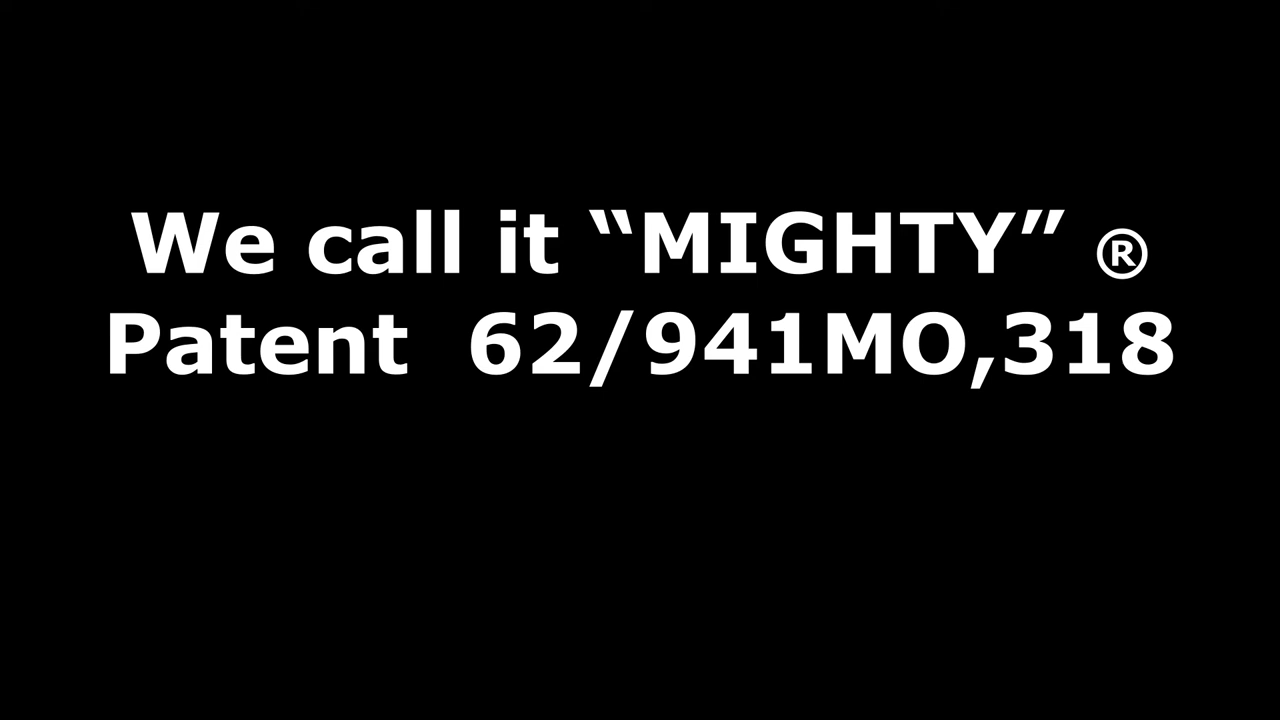 We call it “MIGHTY” ®
Patent  62/941MO,318